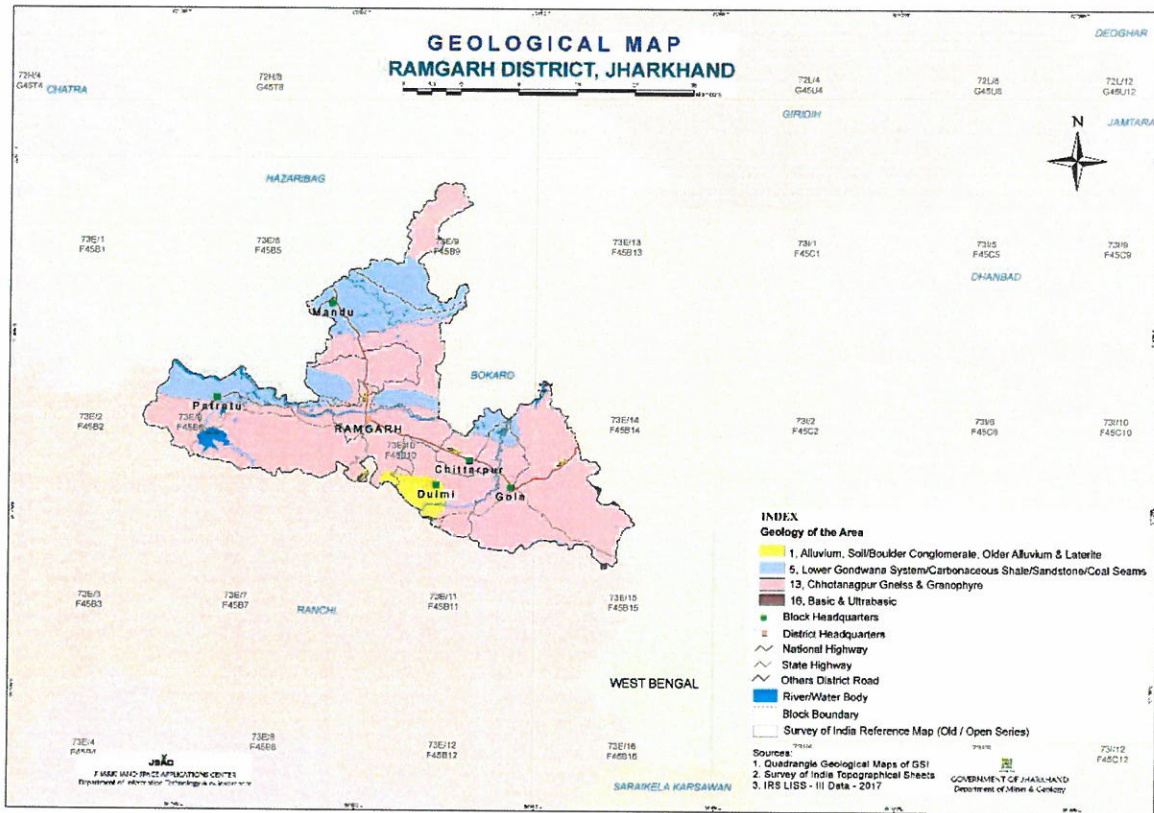 GEOLOGICAL MAP
RAMGARH DISTRICT, JHARKHAND
DEOGHAR
72H/4
G45T4
CHATRA
72H/8
G45T8
72L/4
G45U4
GIRIDIH
72L/8
G45U8
72L/12
G45U12
JAMTARA
N
HAZARIBAG
73E/1
F45B1
73E/5
F45B5
73E/9
F45B9
73E/13
F45B13
73I/1
F45C1
73I/5
F45C5
73I/9
F45C9
DHANBAD
Mandu
BOKARO
Patratu
73E/2
F45B2
73E/6
F45B6
RAMGARH
73E/10
F45B10
73E/14
F45B14
73I/2
F45C2
73I/6
F45C6
73I/10
F45C10
Chittarpur
Dulmi
Gola
INDEX
Geology of the Area
1, Alluvium, Soil/Boulder Conglomerate, Older Alluvium & Laterite
5, Lower Gondwana System/Carbonaceous Shale/Sandstone/Coal Seams
13, Chhotanagpur Gneiss & Granophyre
16, Basic & Ultrabasic
Block Headquarters
District Headquarters
National Highway
State Highway
Others District Road
River/Water Body
Block Boundary
Survey of India Reference Map (Old / Open Series)
73E/3
F45B3
73E/7
F45B7
RANCHI
73E/11
F45B11
73E/15
F45B15
WEST BENGAL
73E/4
73E/8
F45B8
73E/12
F45B12
73E/16
F45B16
F45C12
SARAIKELA KARSAWAN
JSAC
JHARKHAND SPACE APPLICATIONS CENTER
Department of Information Technology
Sources:
1. Quadrangle Geological Maps of GSI
2. Survey of India Topographical Sheets
3. IRS LISS - III Data - 2017
GOVERNMENT OF JHARKHAND
Department of Mines & Geology